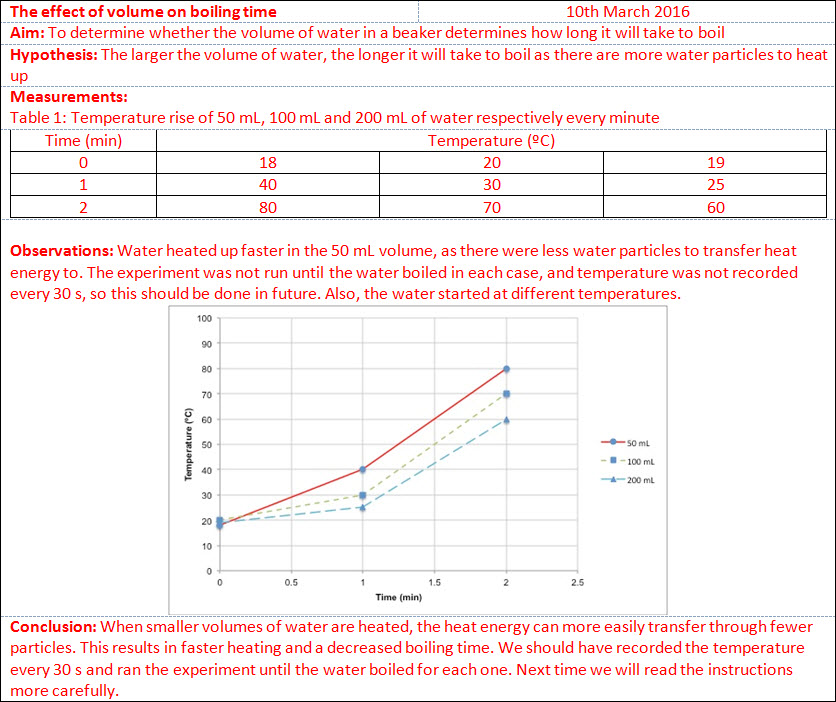 The effect of volume on boiling time 10th March 2016
Aim: To determine whether the volume of water in a beaker determines how long it will take to boil
Hypothesis: The larger the volume of water, the longer it will take to boil as there are more water particles to heat
up
Measurements:
Table 1: Temperature rise of 50 mL, 100 mL and 200 mL of water respectively every minute
Time (min) Temperature (ºC)
0 18 20 19
1 40 30 25
2 80 70 60
Observations: Water heated up faster in the 50 mL volume, as there were less water particles to transfer heat
energy to. The experiment was not run until the water boiled in each case, and temperature was not recorded
every 30 s, so this should be done in future. Also, the water started at different temperatures.
100
90
80
70
60
50
40
30
20
10
0
Temperature (ºC)
0 0.5 1 1.5 2 2.5
Time (min)
50 mL
100 mL
200 mL
Conclusion: When smaller volumes of water are heated, the heat energy can more easily transfer through fewer
particles. This results in faster heating and a decreased boiling time. We should have recorded the temperature
every 30 s and ran the experiment until the water boiled for each one. Next time we will read the instructions
more carefully.